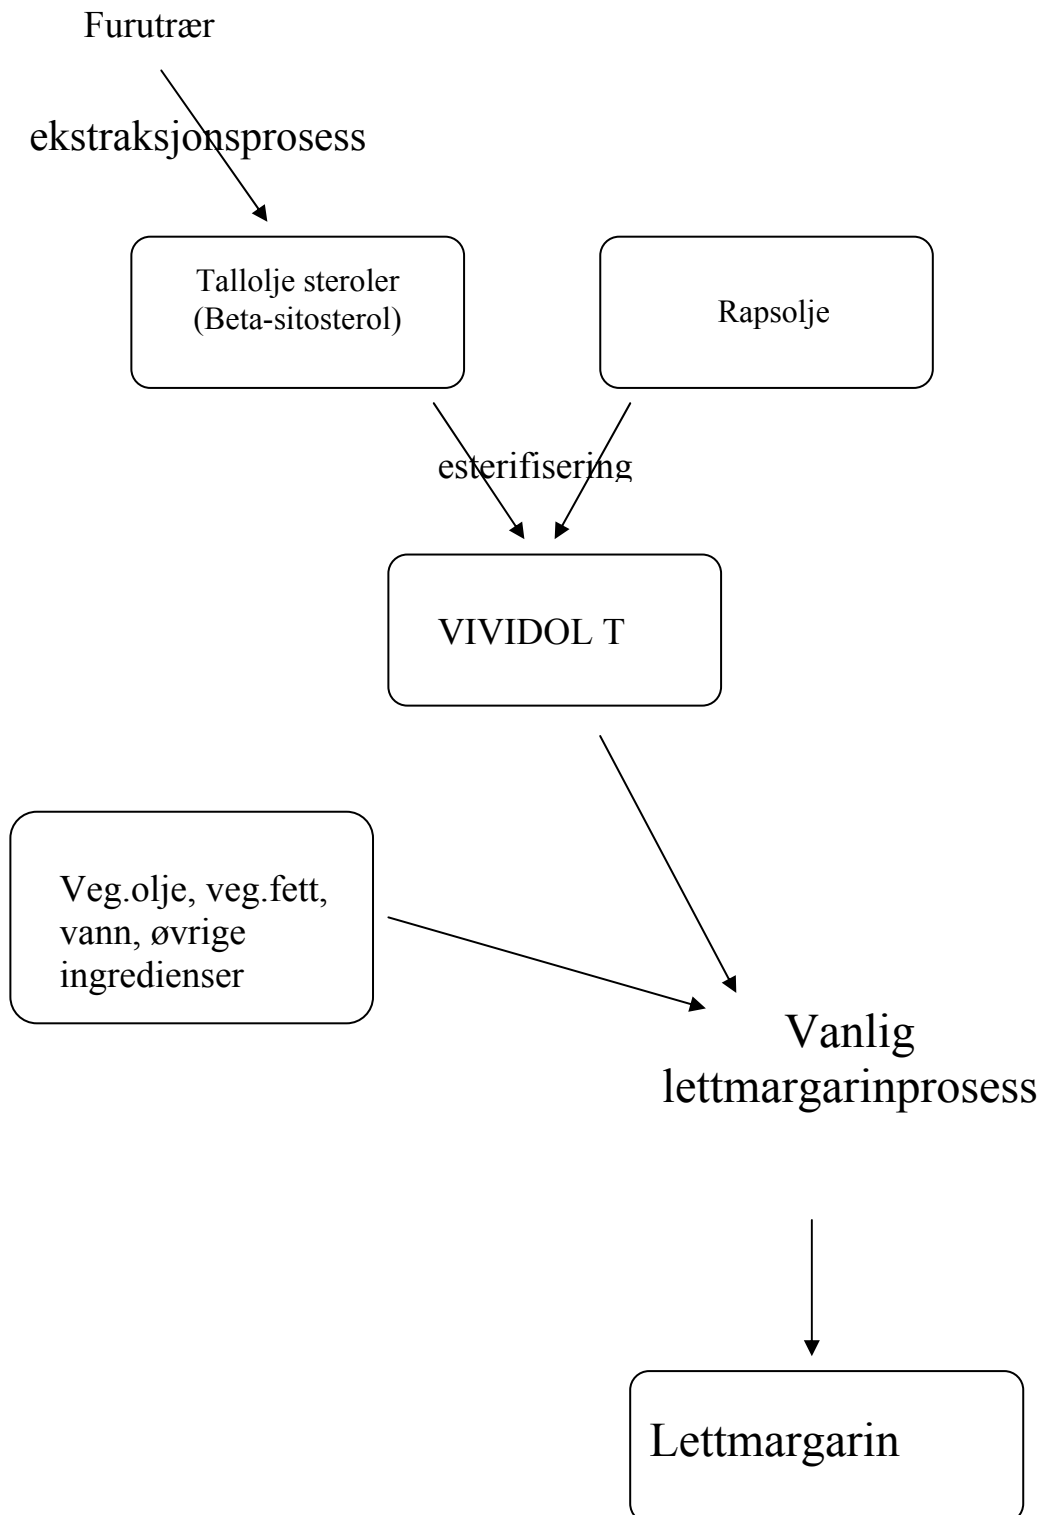 Furutrær
ekstraksjonsprosess
Tallolje steroler
(Beta-sitosterol)
Rapsolje
esterifisering
VIVIDOL T
Veg.olje, veg.fett,
vann, øvrige
ingredienser
Vanlig
lettmargarinprosess
Lettmargarin